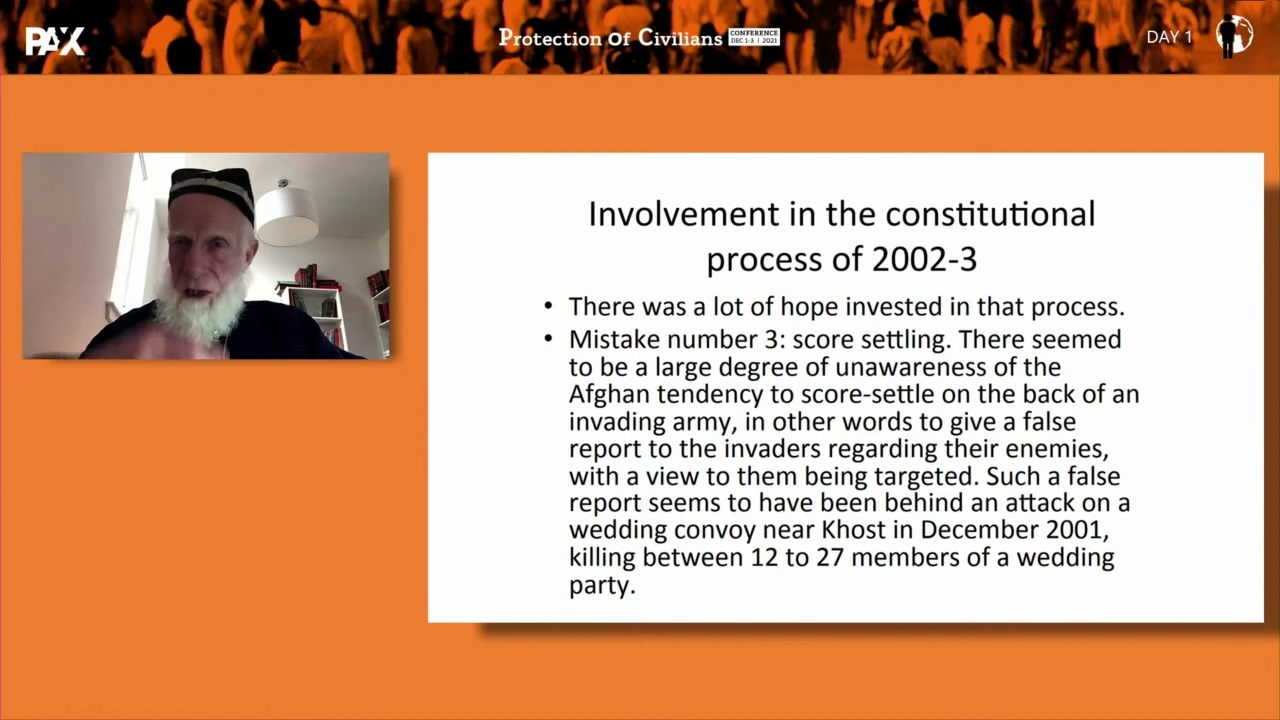 PAX
Protection of Civilians
CONFERENCE
DEC 1-3 | 2021
DAY 1
Involvement in the constitutional
process of 2002-3
• There was a lot of hope invested in that process.
• Mistake number 3: score settling. There seemed
to be a large degree of unawareness of the
Afghan tendency to score-settle on the back of an
invading army, in other words to give a false
report to the invaders regarding their enemies,
with a view to them being targeted. Such a false
report seems to have been behind an attack on a
wedding convoy near Khost in December 2001,
killing between 12 to 27 members of a wedding
party.